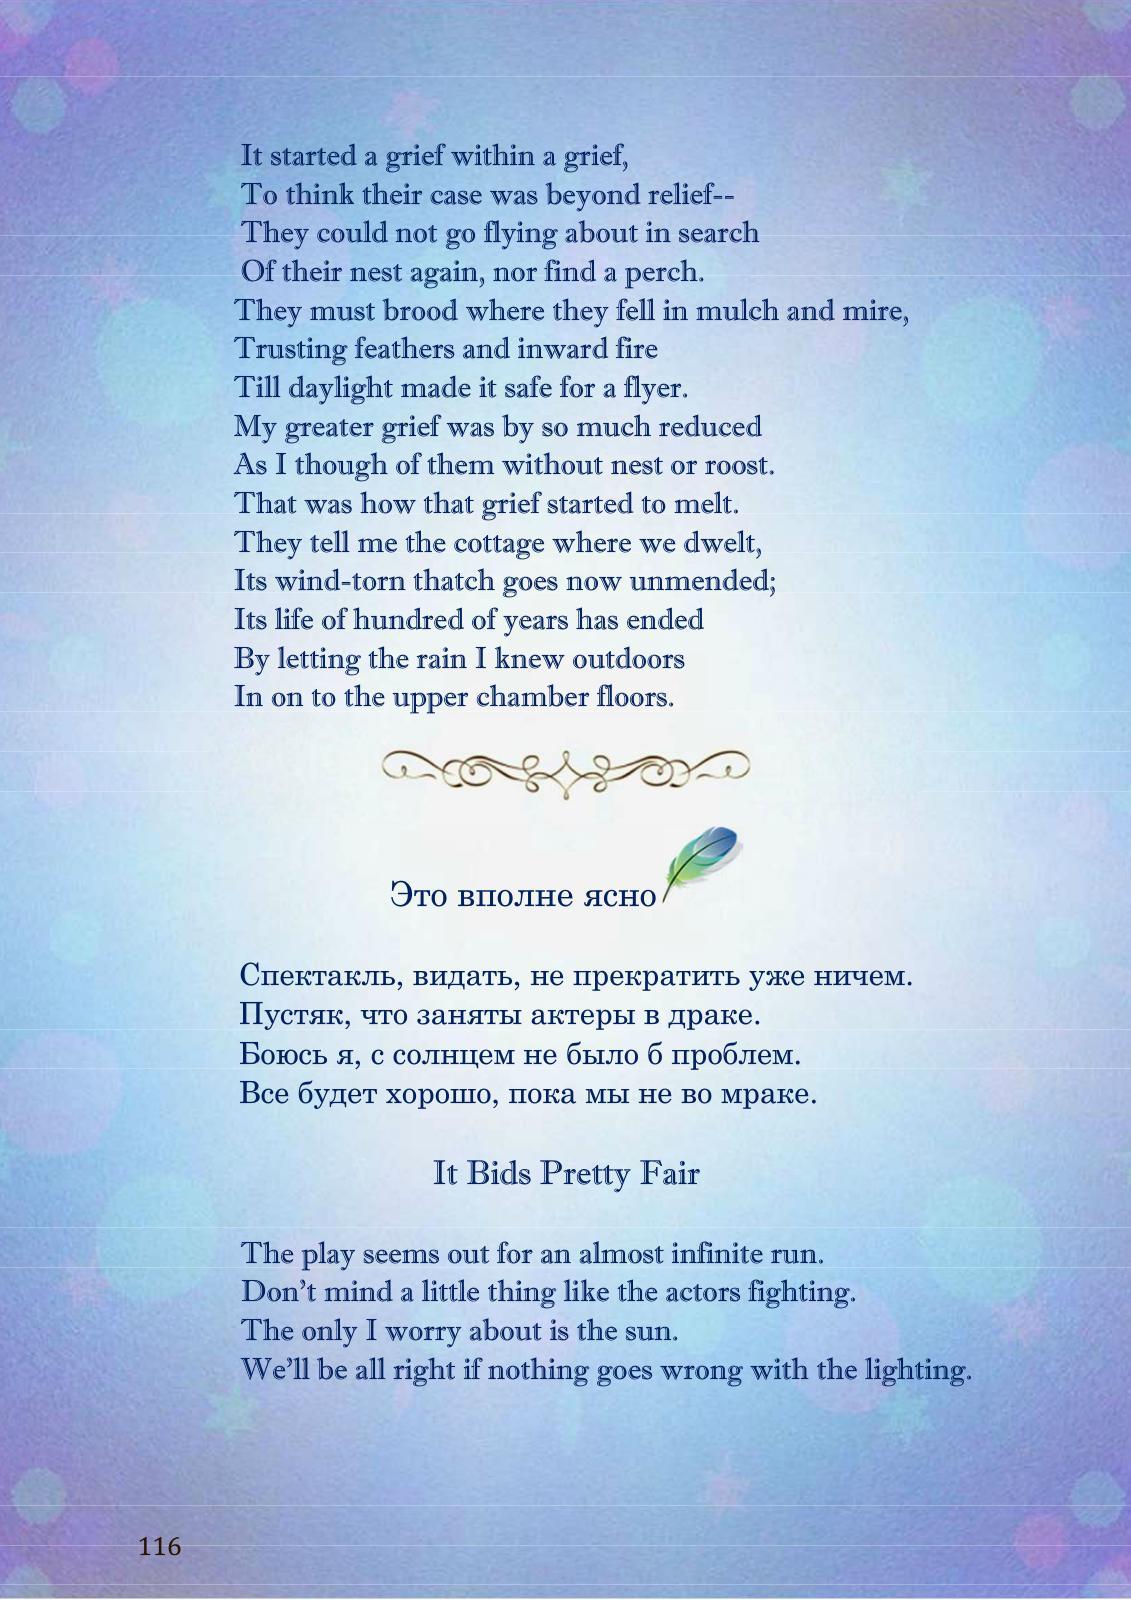 It started a grief within a grief,
To think their case was beyond relief--
They could not go flying about in search
Of their nest again, nor find a perch.
They must brood where they fell in mulch and mire,
Trusting feathers and inward fire
Till daylight made it safe for a flyer.
My greater grief was by so much reduced
As I though of them without nest or roost.
That was how that grief started to melt.
They tell me the cottage where we dwelt,
Its wind-torn thatch goes now unmended;
Its life of hundred of years has ended
By letting the rain I knew outdoors
In on to the upper chamber floors.
Это вполне ясно
Спектакль, видать, не прекратить уже ничем.
Пустяк, что заняты актеры в драке.
Боюсь я, с солнцем не было б проблем.
Все будет хорошо, пока мы не во мраке.
It Bids Pretty Fair
The play seems out for an almost infinite run.
Don’t mind a little thing like the actors fighting.
The only I worry about is the sun.
We’ll be all right if nothing goes wrong with the lighting.
116